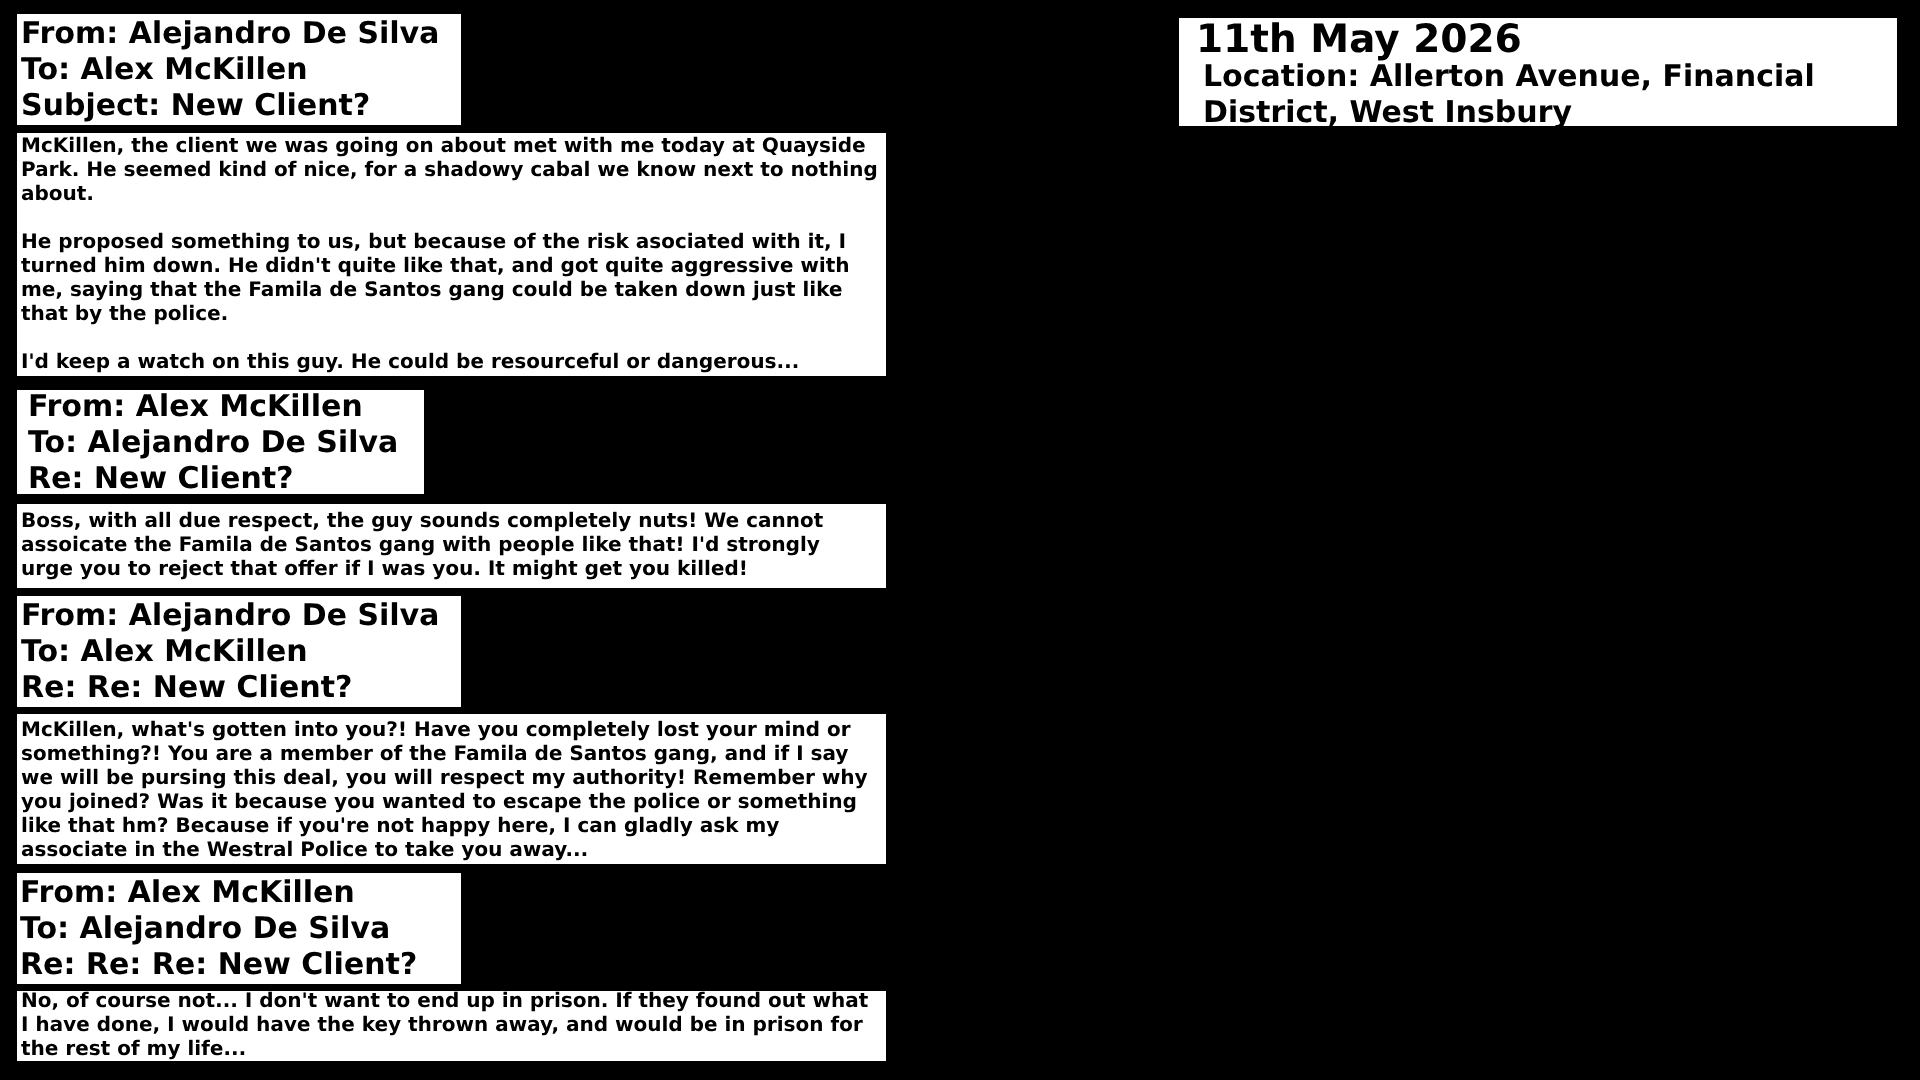 From: Alejandro De Silva
To: Alex McKillen
Subject: New Client?
McKillen, the client we was going on about met with me today at Quayside
Park. He seemed kind of nice, for a shadowy cabal we know next to nothing
about.
He proposed something to us, but because of the risk asociated with it, I
turned him down. He didn't quite like that, and got quite aggressive with
me, saying that the Famila de Santos gang could be taken down just like
that by the police.
I'd keep a watch on this guy. He could be resourceful or dangerous...
From: Alex McKillen
To: Alejandro De Silva
Re: New Client?
Boss, with all due respect, the guy sounds completely nuts! We cannot
assoicate the Famila de Santos gang with people like that! I'd strongly
urge you to reject that offer if I was you. It might get you killed!
From: Alejandro De Silva
To: Alex McKillen
Re: Re: New Client?
McKillen, what's gotten into you?! Have you completely lost your mind or
something?! You are a member of the Famila de Santos gang, and if I say
we will be pursing this deal, you will respect my authority! Remember why
you joined? Was it because you wanted to escape the police or something
like that hm? Because if you're not happy here, I can gladly ask my
associate in the Westral Police to take you away...
From: Alex McKillen
To: Alejandro De Silva
Re: Re: Re: New Client?
No, of course not... I don't want to end up in prison. If they found out what
I have done, I would have the key thrown away, and would be in prison for
the rest of my life...
11th May 2026
Location: Allerton Avenue, Financial
District, West Insbury